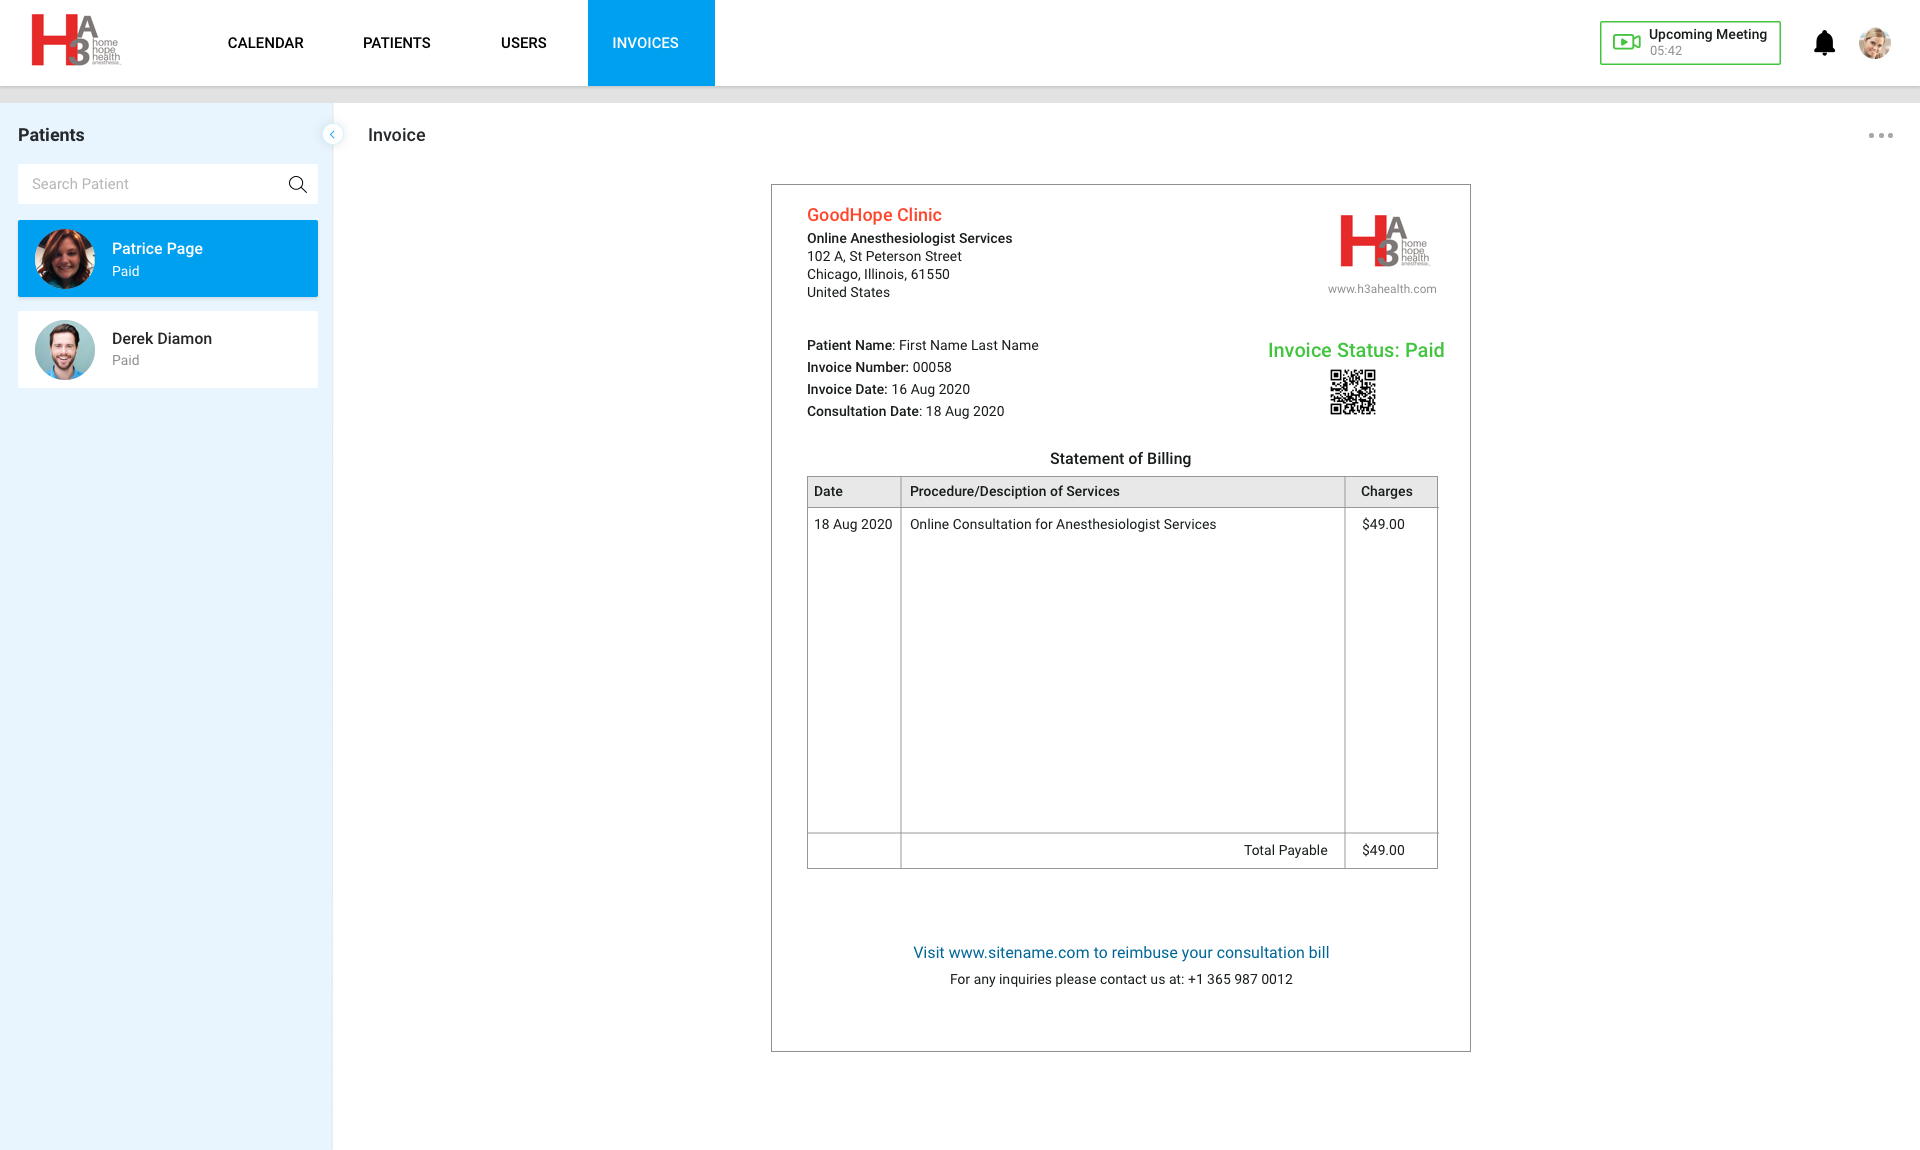 H3A home hope health anesthesia
CALENDAR
PATIENTS
USERS
INVOICES
Upcoming Meeting
05:42
Patients
Search Patient
Patrice Page
Paid
Derek Diamon
Paid
Invoice
GoodHope Clinic
Online Anesthesiologist Services
102 A, St Peterson Street
Chicago, Illinois, 61550
United States
H3A home hope health anesthesia
www.h3ahealth.com
Patient Name: First Name Last Name
Invoice Number: 00058
Invoice Date: 16 Aug 2020
Consultation Date: 18 Aug 2020
Invoice Status: Paid
Statement of Billing
Date Procedure/Desciption of Services Charges
18 Aug 2020 Online Consultation for Anesthesiologist Services $49.00
Total Payable $49.00
Visit www.sitename.com to reimbuse your consultation bill
For any inquiries please contact us at: +1 365 987 0012